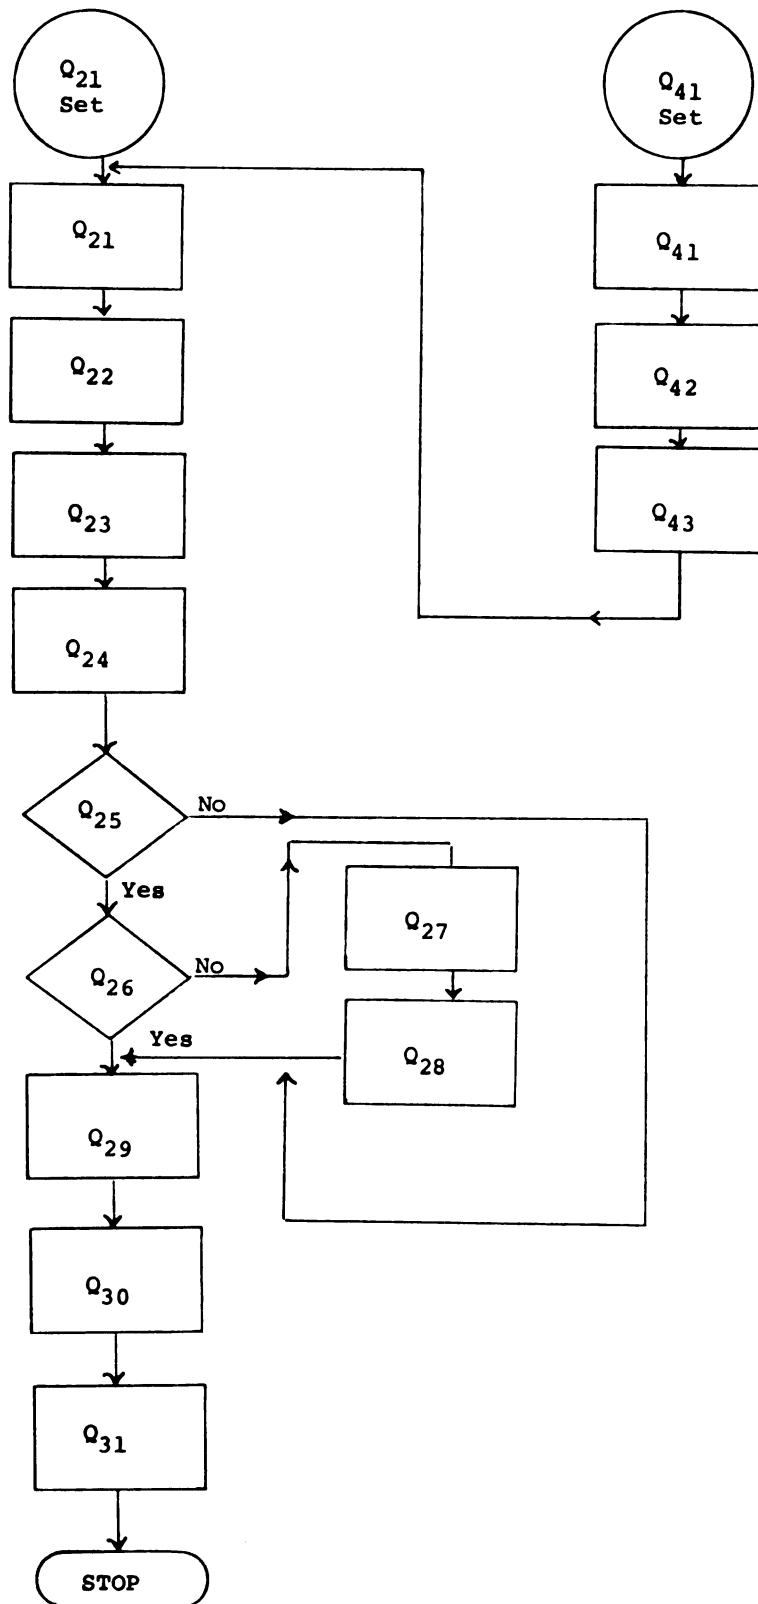 Q21
Set
Q41
Set
Q21
Q41
Q22
Q42
Q23
Q43
Q24
Q25
No
Yes
Q27
Q26
No
Yes
Q28
Q29
Q30
Q31
STOP